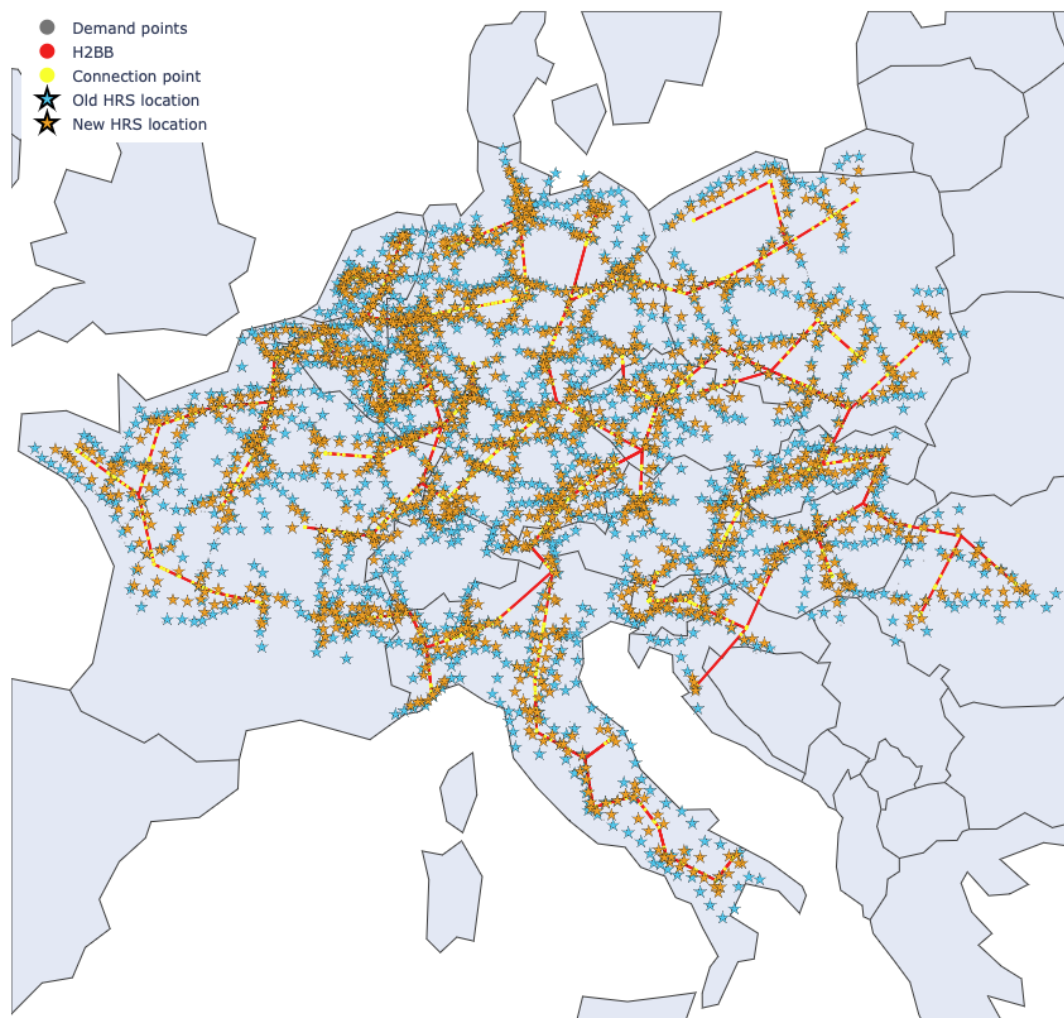 Demand points
H2BB
Connection point
Old HRS location
New HRS location